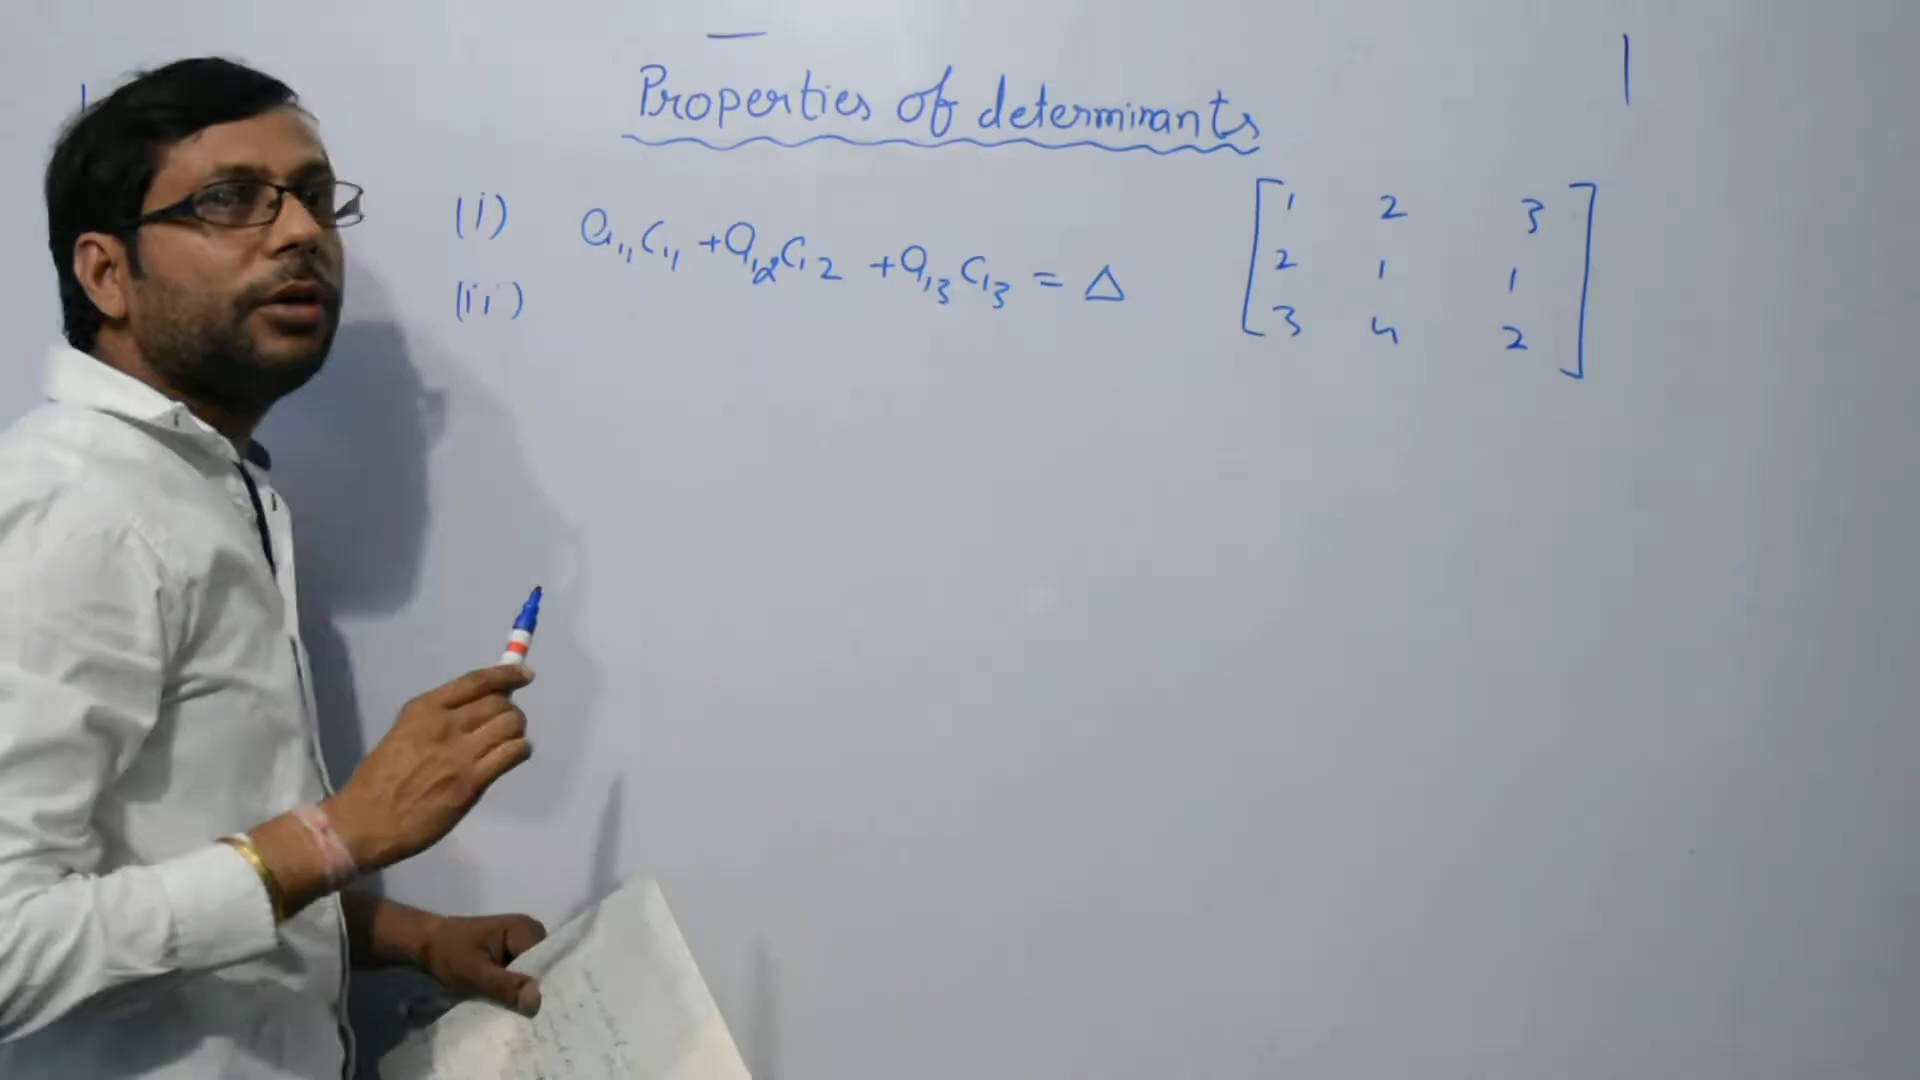 Properties of determinants
(i) a₁₁c₁₁ + a₁₂c₁₂ + a₁₃c₁₃ = Δ
(ii)
1 2 3
2 1 1
3 4 2